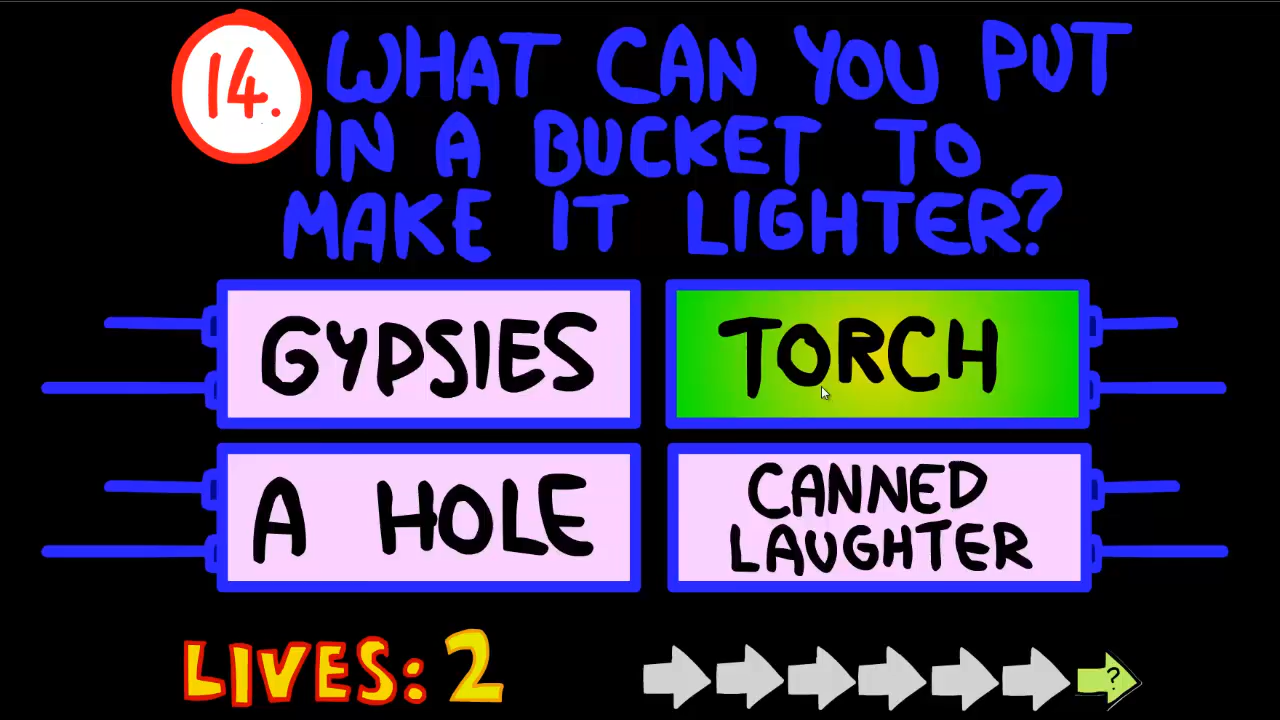 14. WHAT CAN YOU PUT
IN A BUCKET TO
MAKE IT LIGHTER?
GYPSIES
TORCH
A HOLE
CANNED
LAUGHTER
LIVES: 2
?